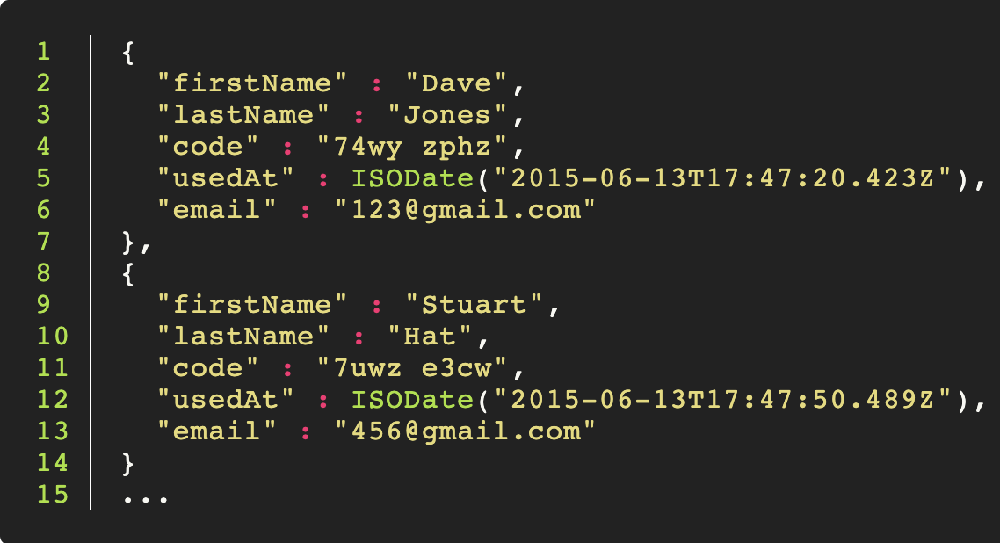 1 {
2 "firstName" : "Dave",
3 "lastName" : "Jones",
4 "code" : "74wy zphz",
5 "usedAt" : ISODate("2015-06-13T17:47:20.423Z"),
6 "email" : "123@gmail.com"
7 },
8 {
9 "firstName" : "Stuart",
10 "lastName" : "Hat",
11 "code" : "7uwz e3cw",
12 "usedAt" : ISODate("2015-06-13T17:47:50.489Z"),
13 "email" : "456@gmail.com"
14 }
15 ...